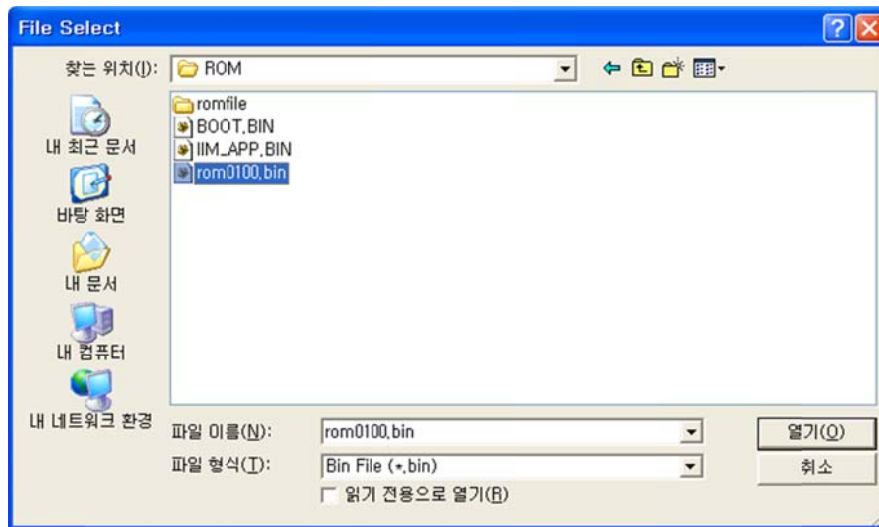 File Select
찾는 위치(I): ROM
romfile
BOOT.BIN
IIM_APP.BIN
rom0100.bin
내 최근 문서
바탕 화면
내 문서
내 컴퓨터
내 네트워크 환경
파일 이름(N): rom0100.bin 열기(O)
파일 형식(T): Bin File (*.bin) 취소
읽기 전용으로 열기(R)